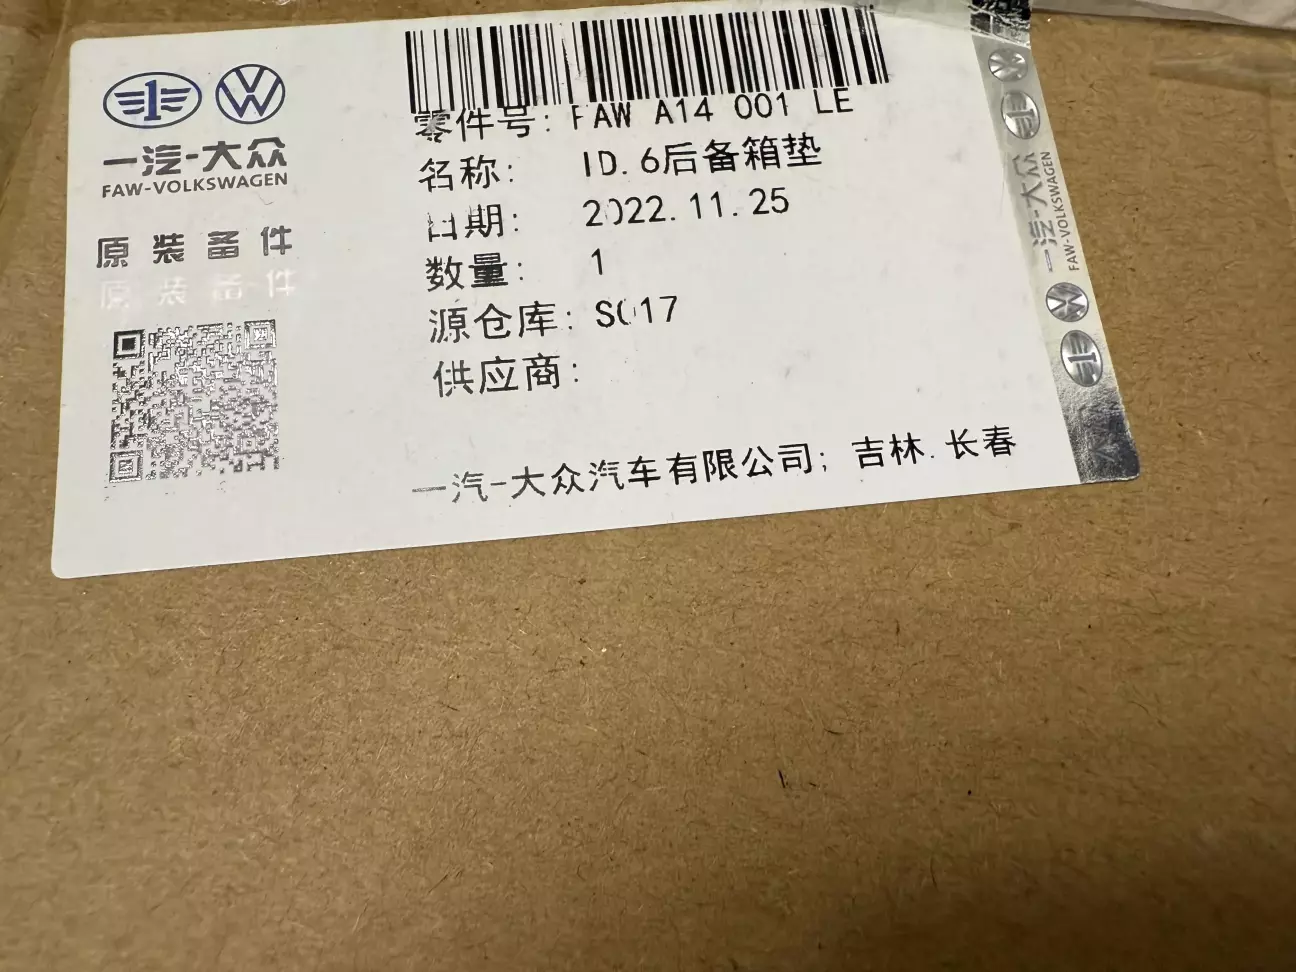 一汽-大众
FAW-VOLKSWAGEN
原装备件
原装备件
零件号: FAW A14 001 LE
名称: ID.6后备箱垫
日期: 2022.11.25
数量: 1
源仓库: S017
供应商:
一汽-大众汽车有限公司; 吉林.长春
一汽-大众
FAW-VOLKSWAGEN